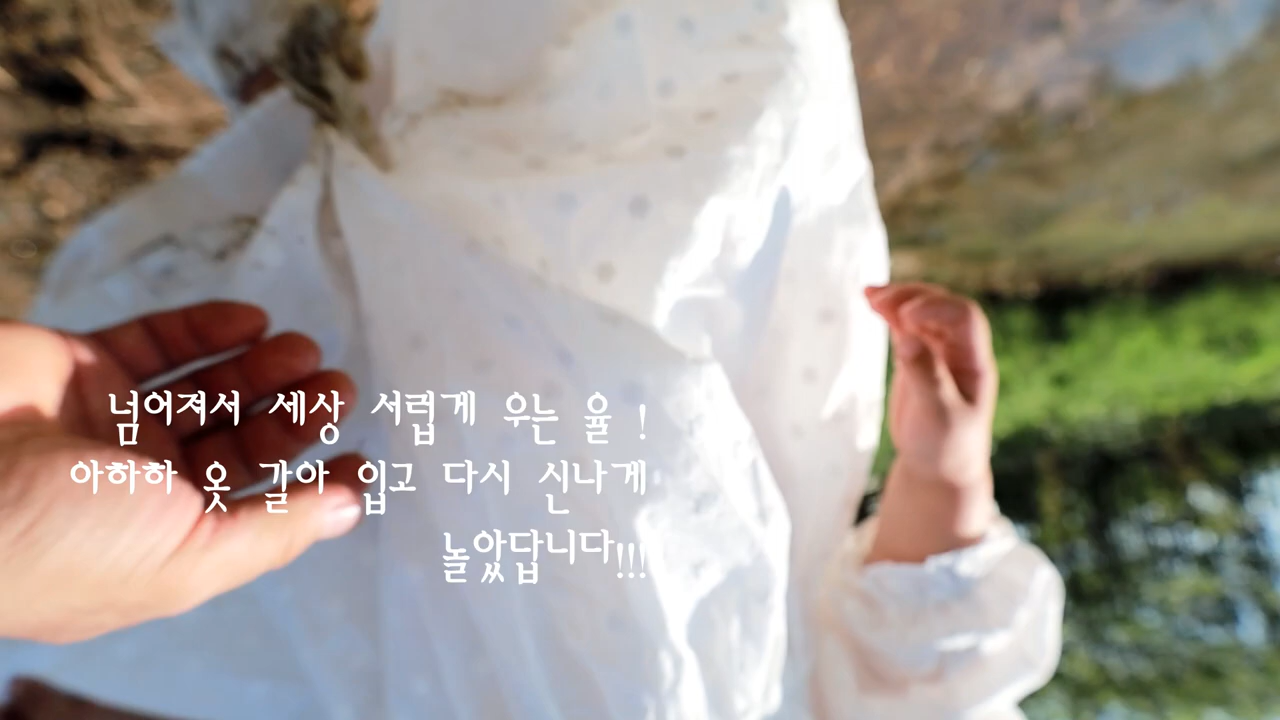 넘어져서 세상 서럽게 우는 율 !
아하하 옷 갈아 입고 다시 신나게
놀았답니다!!!